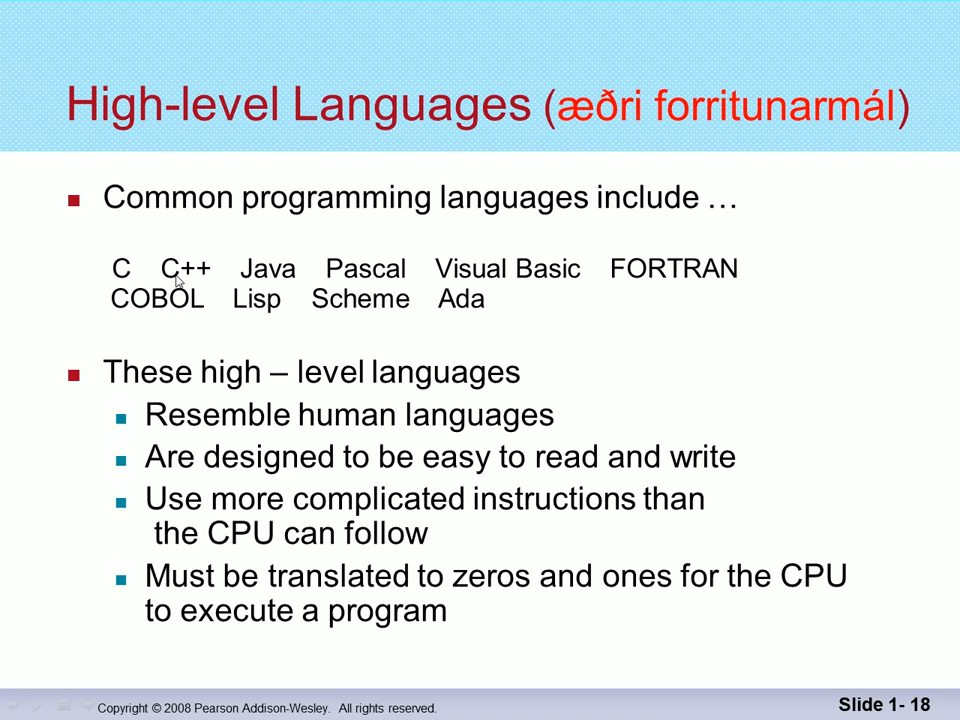 High-level Languages (æðri forritunarmál)
Common programming languages include …
C C++ Java Pascal Visual Basic FORTRAN
COBOL Lisp Scheme Ada
These high – level languages
Resemble human languages
Are designed to be easy to read and write
Use more complicated instructions than
the CPU can follow
Must be translated to zeros and ones for the CPU
to execute a program
Copyright © 2008 Pearson Addison-Wesley. All rights reserved.
Slide 1- 18